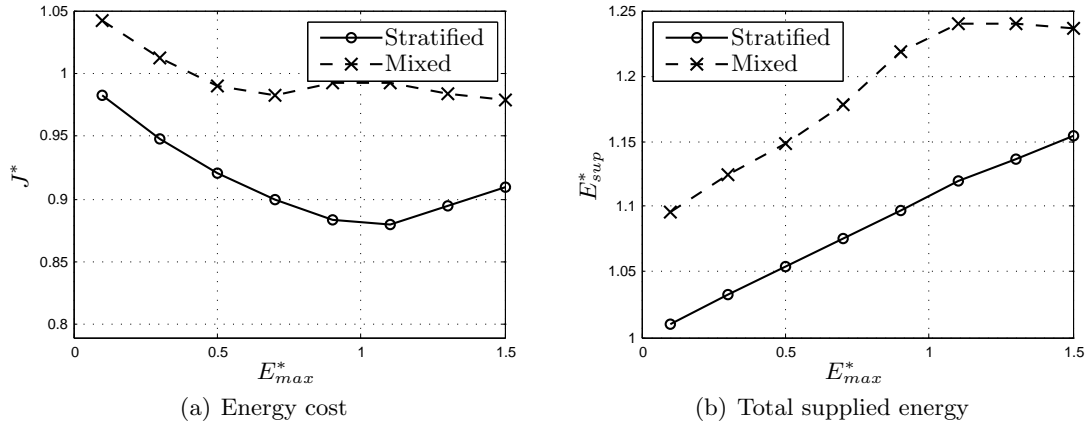 1.05
1
0.95
0.9
0.85
0.8
J*
0
0.5
1
1.5
E*max
Stratified
Mixed
(a) Energy cost
1.25
1.2
1.15
1.1
1.05
1
E*sup
0
0.5
1
1.5
E*max
Stratified
Mixed
(b) Total supplied energy